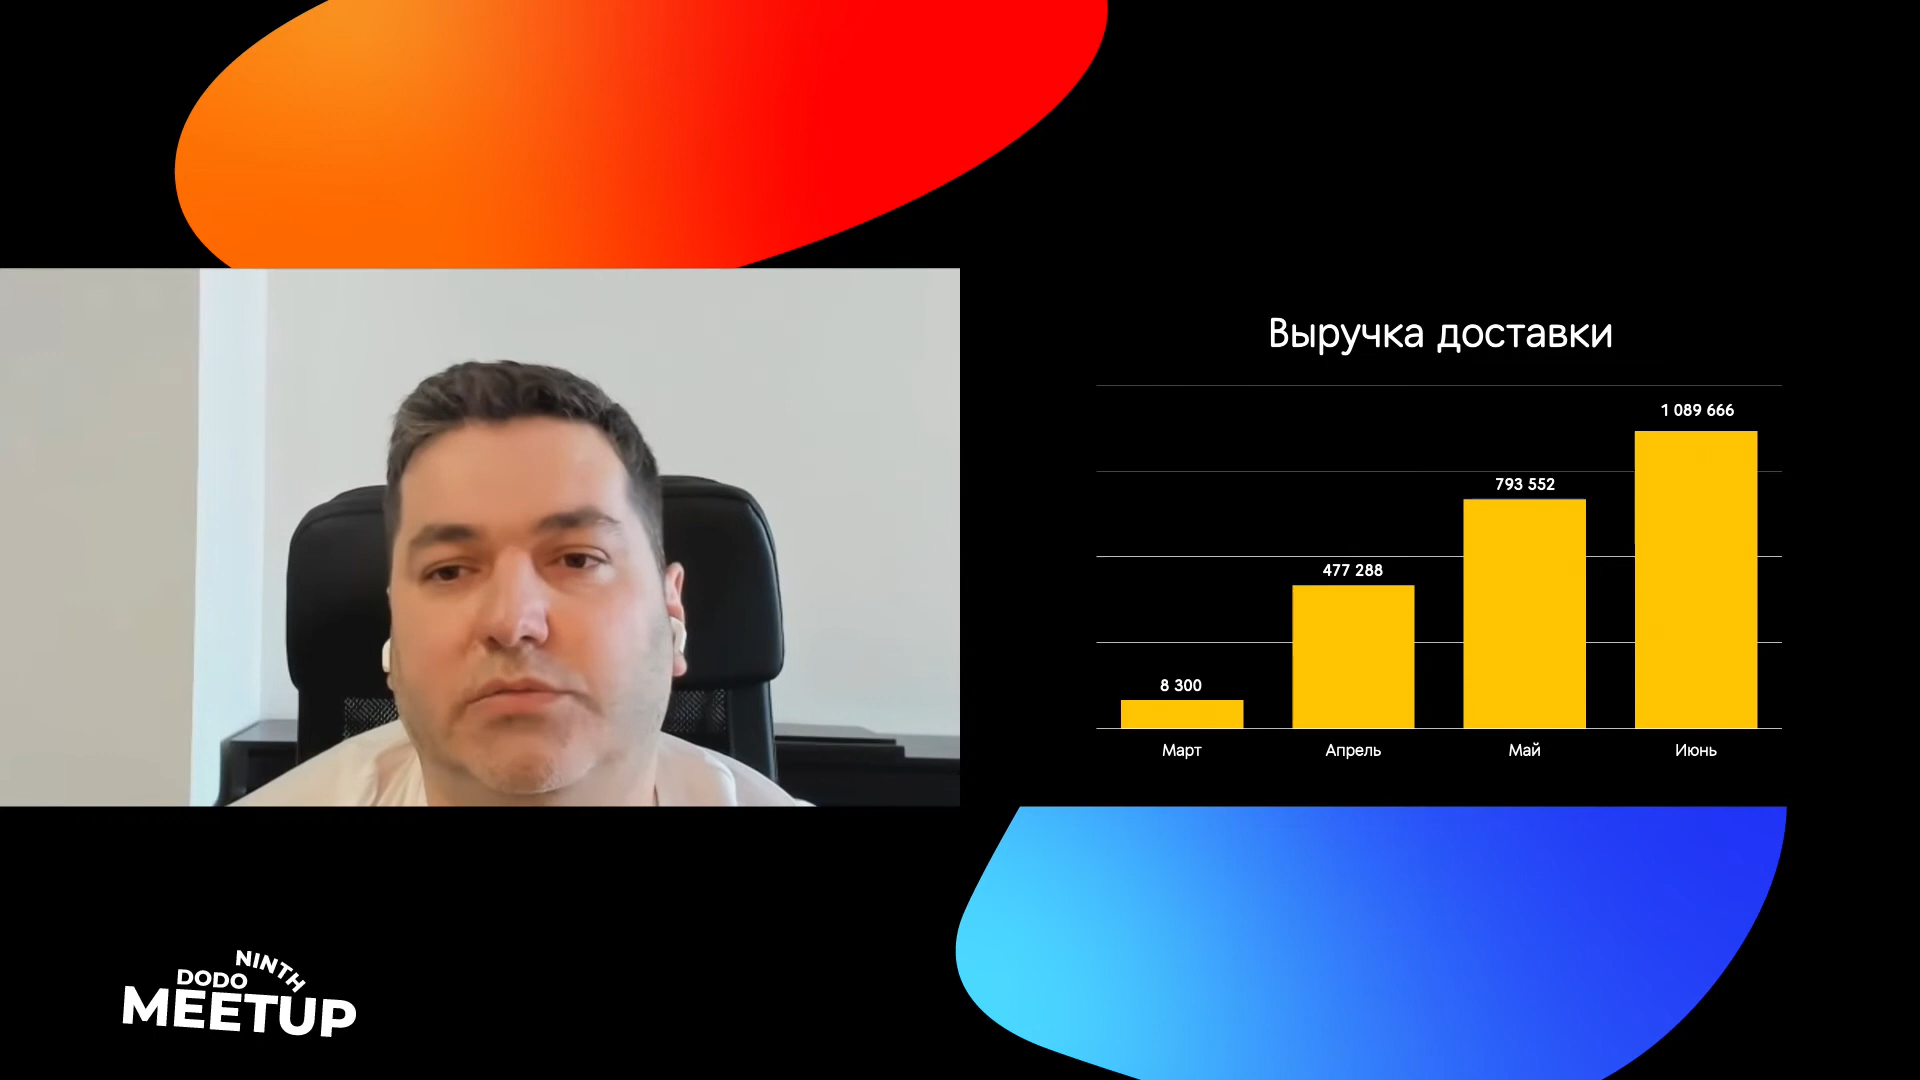 Выручка доставки
1 089 666
793 552
477 288
8 300
Март Апрель Май Июнь
NINTH
DODO
MEETUP